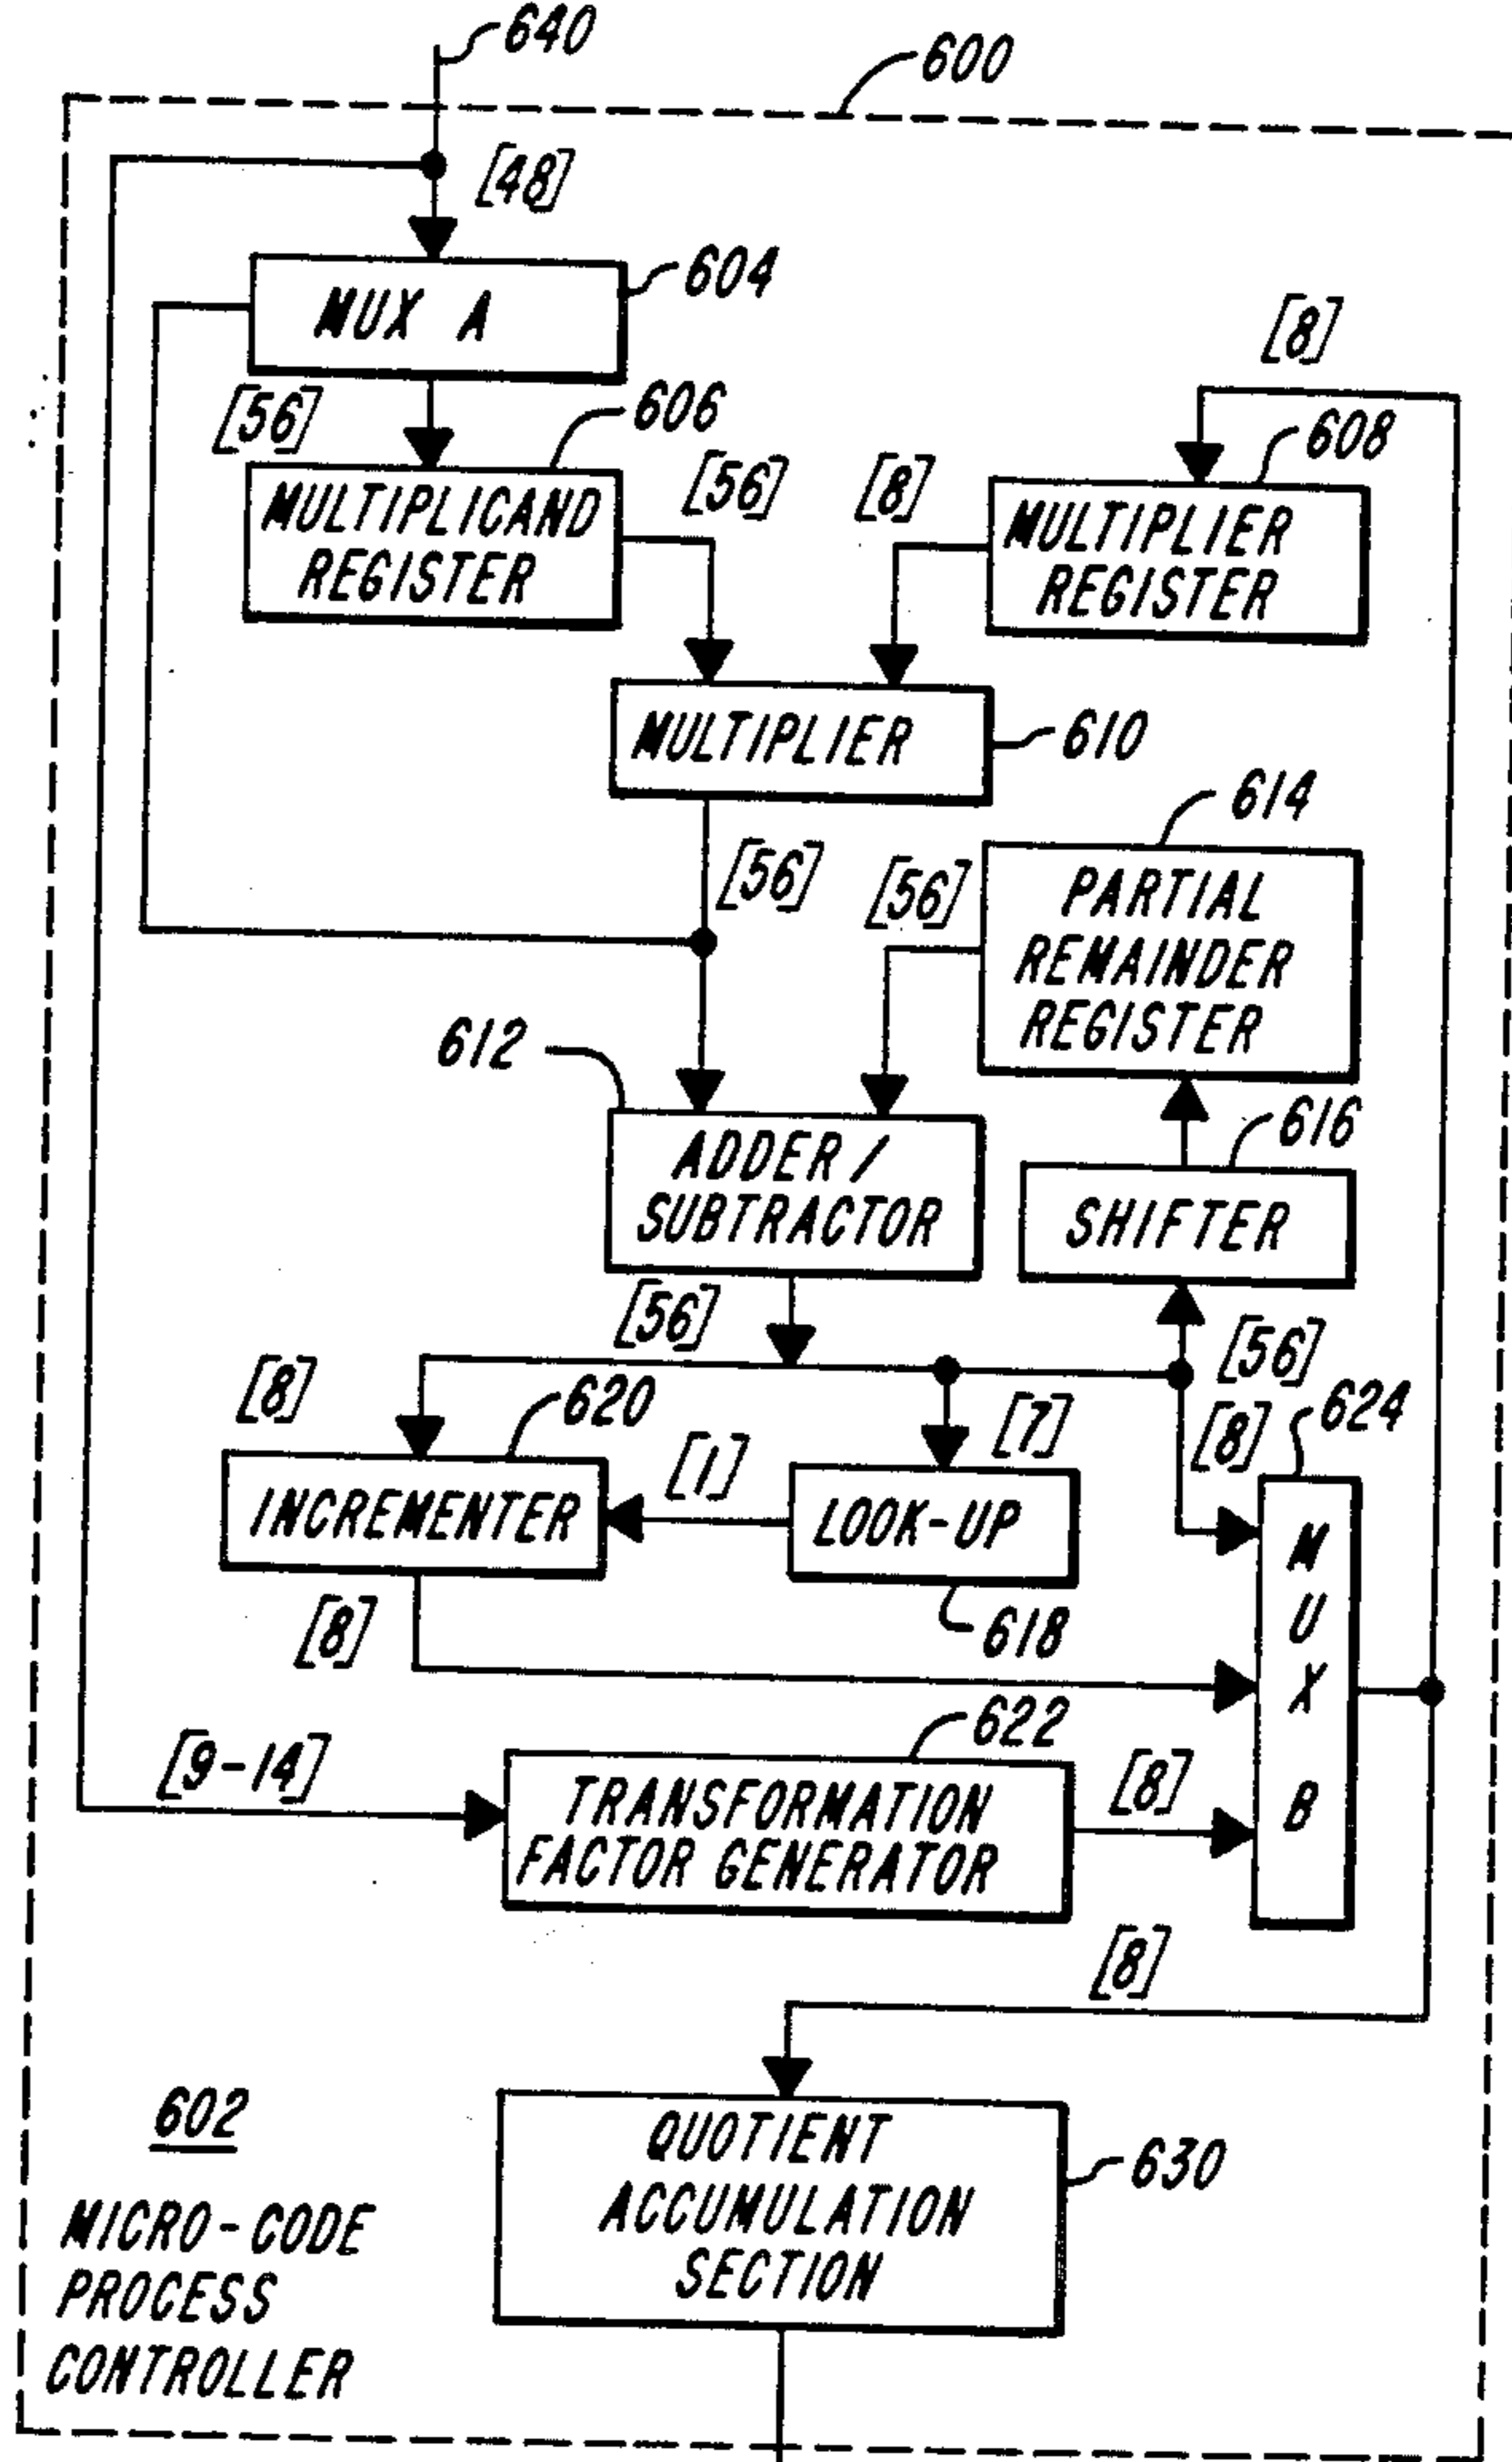 640
600
[48]
604
MUX A
[8]
[56]
606
608
[56]
[8]
MULTIPLICAND
REGISTER
MULTIPLIER
REGISTER
MULTIPLIER
610
614
[56]
[56]
PARTIAL
REMAINDER
REGISTER
612
616
ADDER/
SUBTRACTOR
SHIFTER
[56]
[56]
[8]
620
[7]
[8]
624
[1]
INCREMENTER
LOOK-UP
MUX B
[8]
618
622
[9-14]
[8]
TRANSFORMATION
FACTOR GENERATOR
[8]
602
QUOTIENT
ACCUMULATION
SECTION
630
MICRO-CODE
PROCESS
CONTROLLER